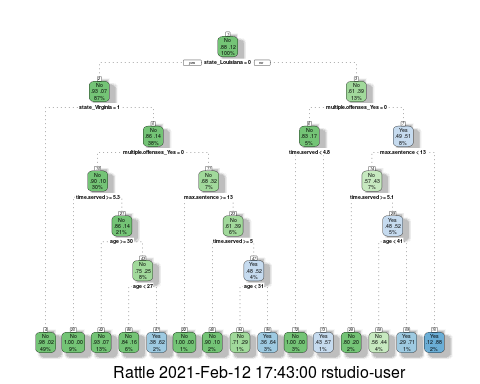 No
.88 .12
100%
yes state_Louisiana = 0 no
No
.93 .07
87%
No
.61 .39
13%
state_Virginia = 1
multiple.offenses_Yes = 0
No
.86 .14
38%
No
.83 .17
5%
Yes
.49 .51
8%
multiple.offenses_Yes = 0
time.served < 4.8
max.sentence < 13
No
.90 .10
30%
No
.68 .32
7%
No
.57 .43
7%
time.served >= 5.3
max.sentence >= 13
time.served >= 5.1
No
.86 .14
21%
No
.61 .39
6%
Yes
.48 .52
5%
age >= 30
time.served >= 5
age < 41
No
.75 .25
8%
Yes
.48 .52
4%
age < 27
age < 31
No
.98 .02
49%
No
1.00 .00
9%
No
.93 .07
13%
No
.84 .16
6%
Yes
.38 .62
2%
No
1.00 .00
1%
No
.90 .10
2%
No
.71 .29
1%
Yes
.36 .64
3%
No
1.00 .00
3%
Yes
.43 .57
1%
No
.80 .20
2%
No
.56 .44
4%
Yes
.29 .71
1%
Yes
.12 .88
2%
Rattle 2021-Feb-12 17:43:00 rstudio-user